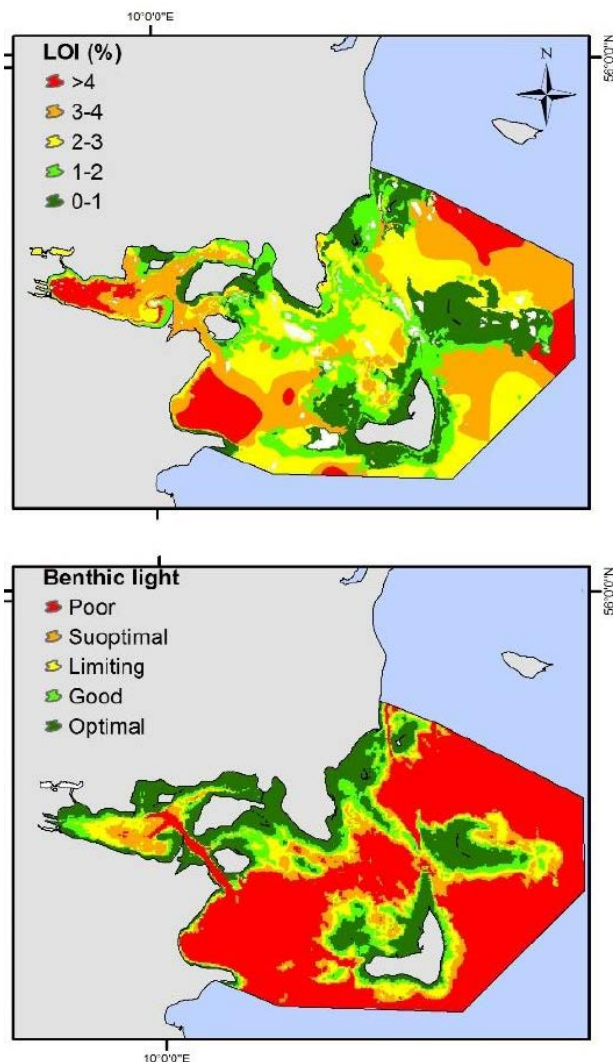 10°0'0"E
LOI (%)
>4
3-4
2-3
1-2
0-1
N
56°0'0"N
Benthic light
Poor
Suoptimal
Limiting
Good
Optimal
56°0'0"N
10°0'0"E